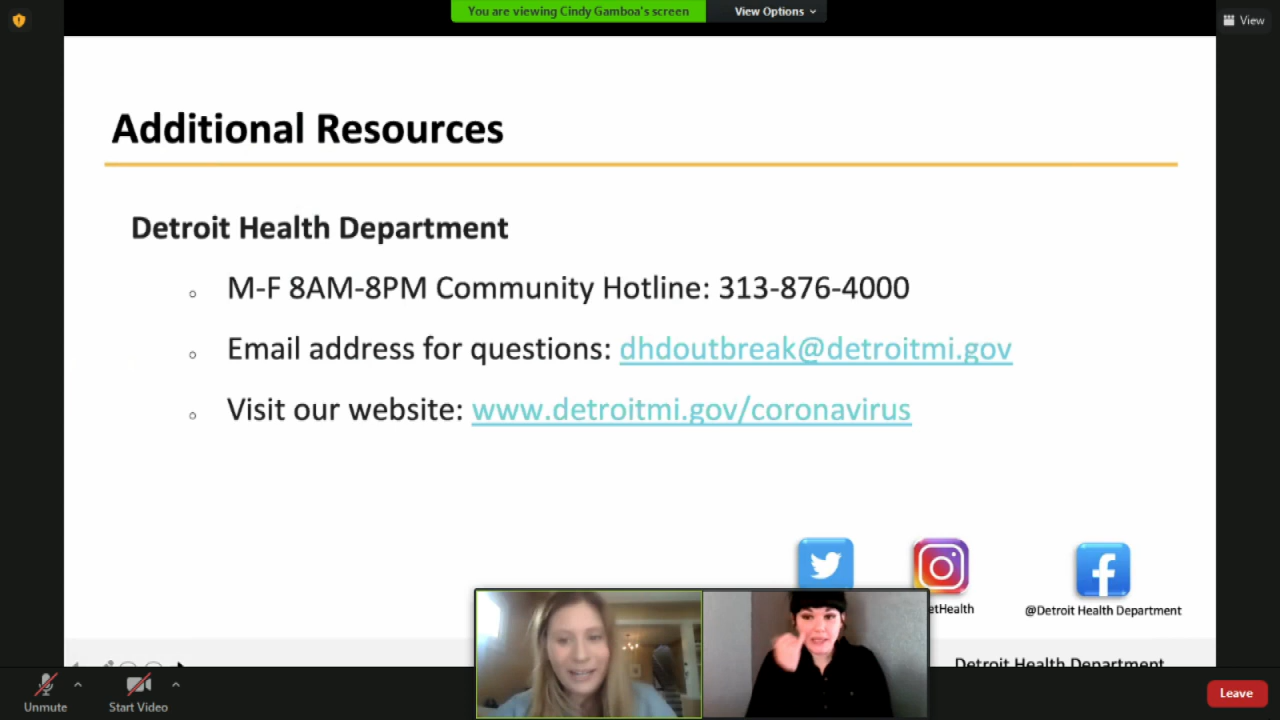 You are viewing Cindy Gamboa's screen
View Options
View
Additional Resources
Detroit Health Department
M-F 8AM-8PM Community Hotline: 313-876-4000
Email address for questions: dhdoutbreak@detroitmi.gov
Visit our website: www.detroitmi.gov/coronavirus
@Detroit Health Department
Detroit Health Department
Unmute
Start Video
Leave